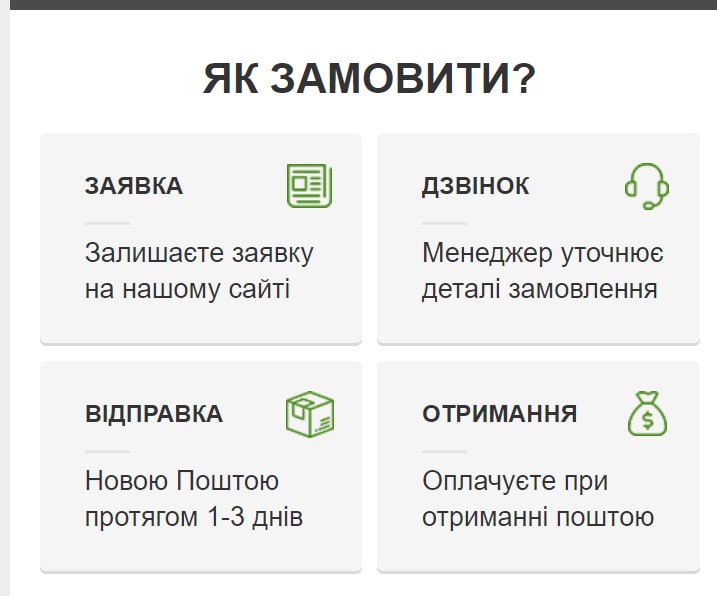 ЯК ЗАМОВИТИ?
ЗАЯВКА
Залишаєте заявку
на нашому сайті
ДЗВІНОК
Менеджер уточнює
деталі замовлення
ВІДПРАВКА
Новою Поштою
протягом 1-3 днів
ОТРИМАННЯ
$
Оплачуєте при
отриманні поштою